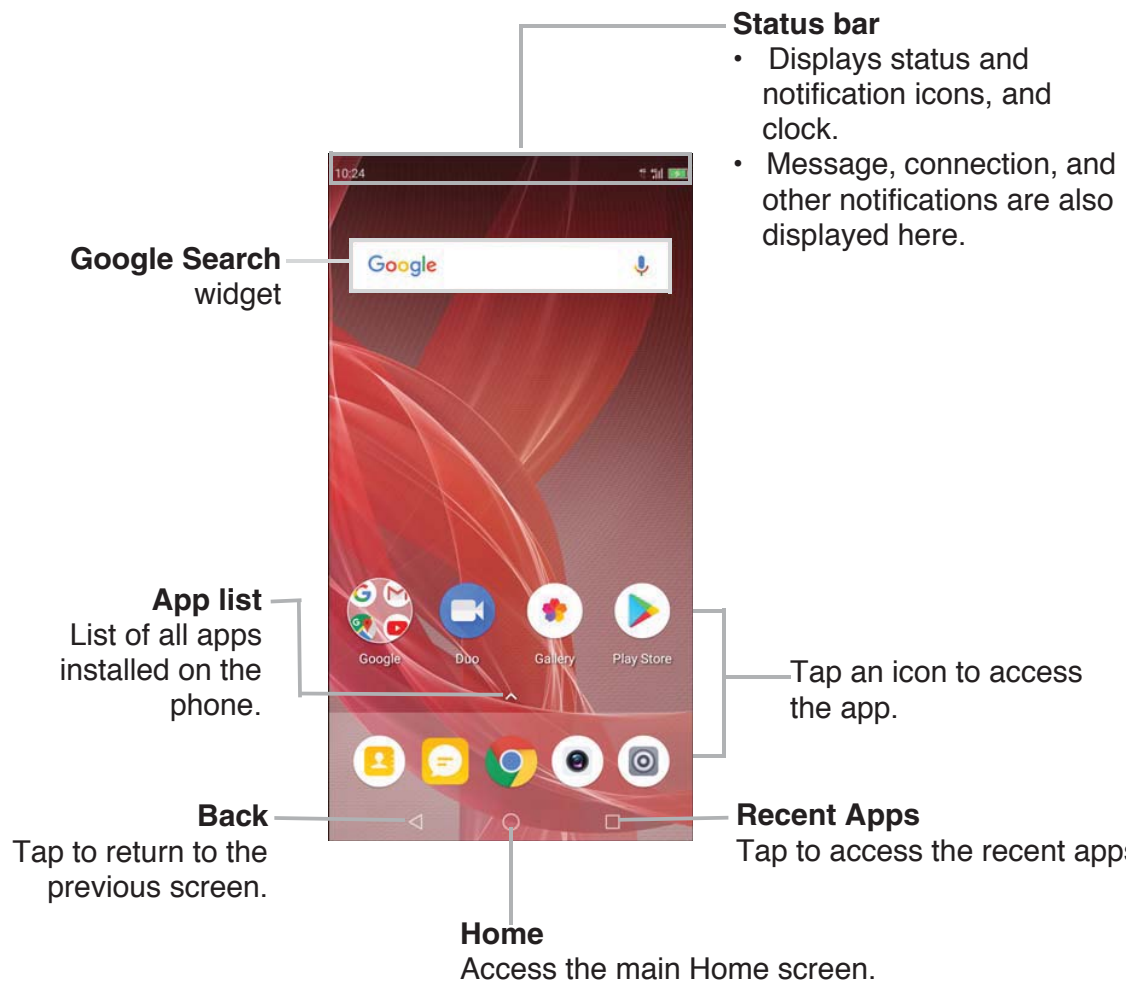 Status bar
• Displays status and
notification icons, and
clock.
• Message, connection, and
other notifications are also
displayed here.
10:24
Google Search
widget
Google
App list
List of all apps
installed on the
phone.
Google
Duo
Gallery
Play Store
Tap an icon to access
the app.
Back
Tap to return to the
previous screen.
Recent Apps
Tap to access the recent apps
Home
Access the main Home screen.